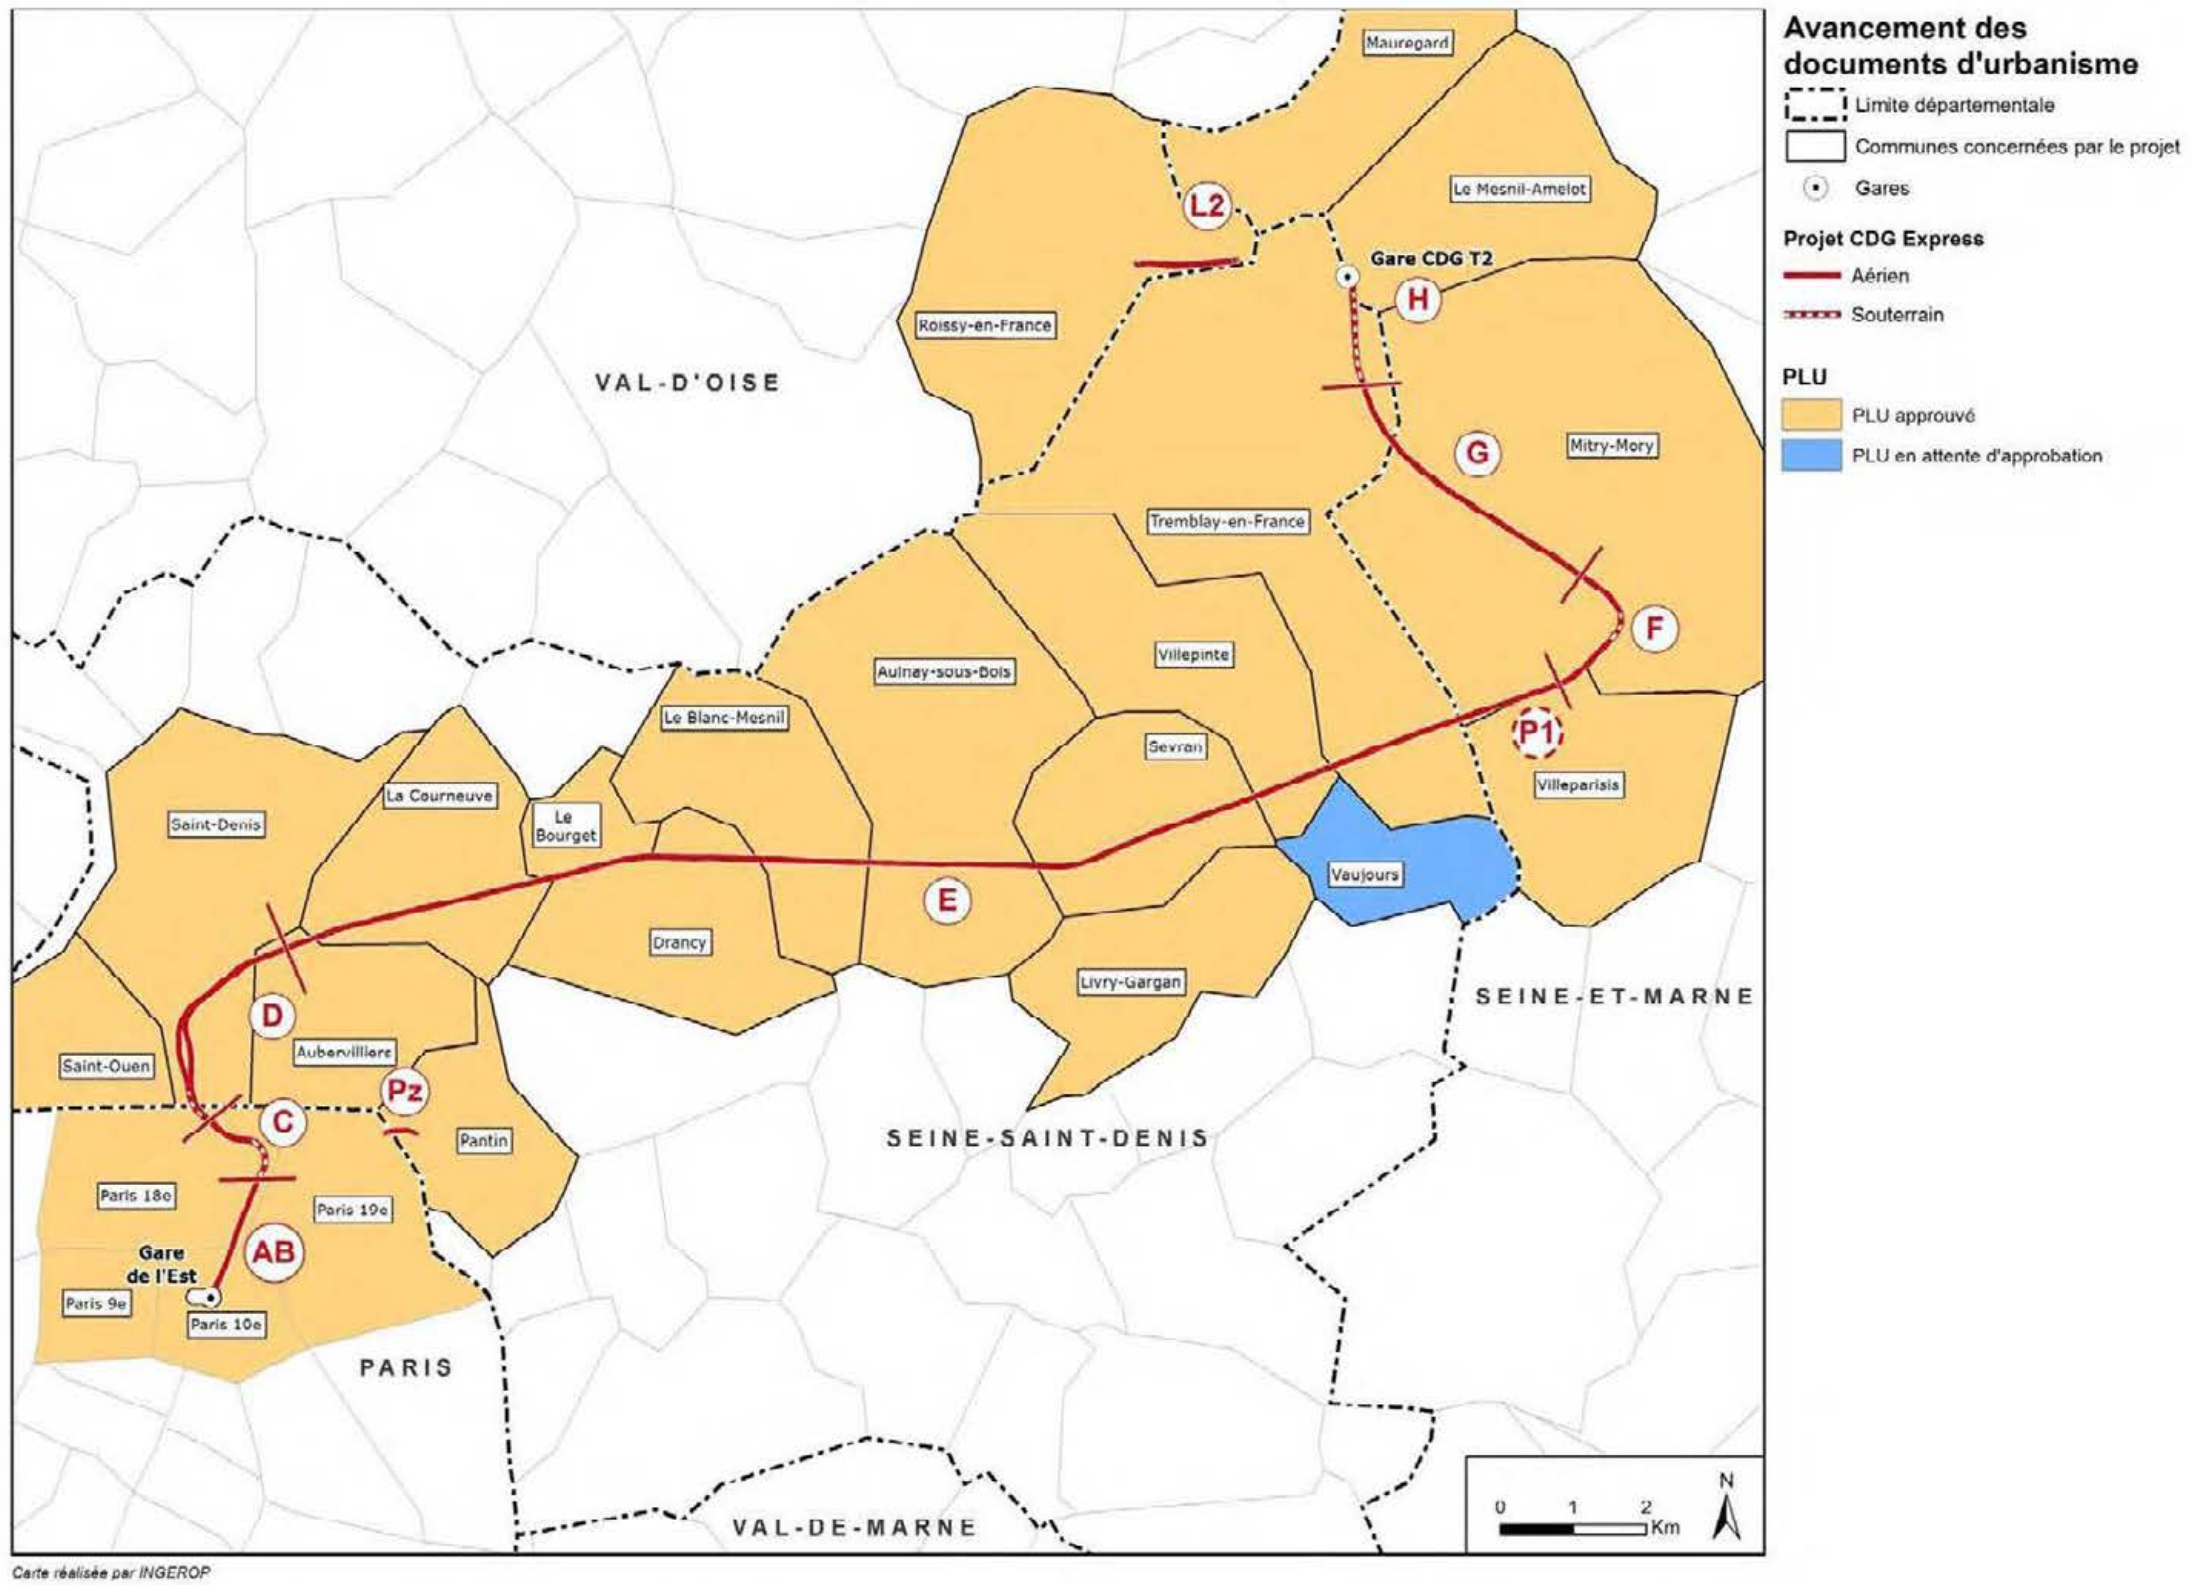 Avancement des
documents d'urbanisme
Limite départementale
Communes concernées par le projet
Gares
Projet CDG Express
Aérien
Souterrain
PLU
PLU approuvé
PLU en attente d'approbation
Mauregard
Le Mesnil-Amelot
L2
Gare CDG T2
H
Roissy-en-France
VAL-D'OISE
G
Mitry-Mory
Tremblay-en-France
F
Villepinte
Aulnay-sous-Bois
Le Blanc-Mesnil
P1
Sevran
Villeparisis
La Courneuve
Saint-Denis
Le
Bourget
Vaujours
E
Drancy
Livry-Gargan
SEINE-ET-MARNE
D
Aubervilliers
Saint-Ouen
Pz
C
Pantin
SEINE-SAINT-DENIS
Paris 18e
Paris 19e
Gare
de l'Est
AB
Paris 9e
Paris 10e
PARIS
VAL-DE-MARNE
N
0 1 2
Km
Carte réalisée par INGEROP